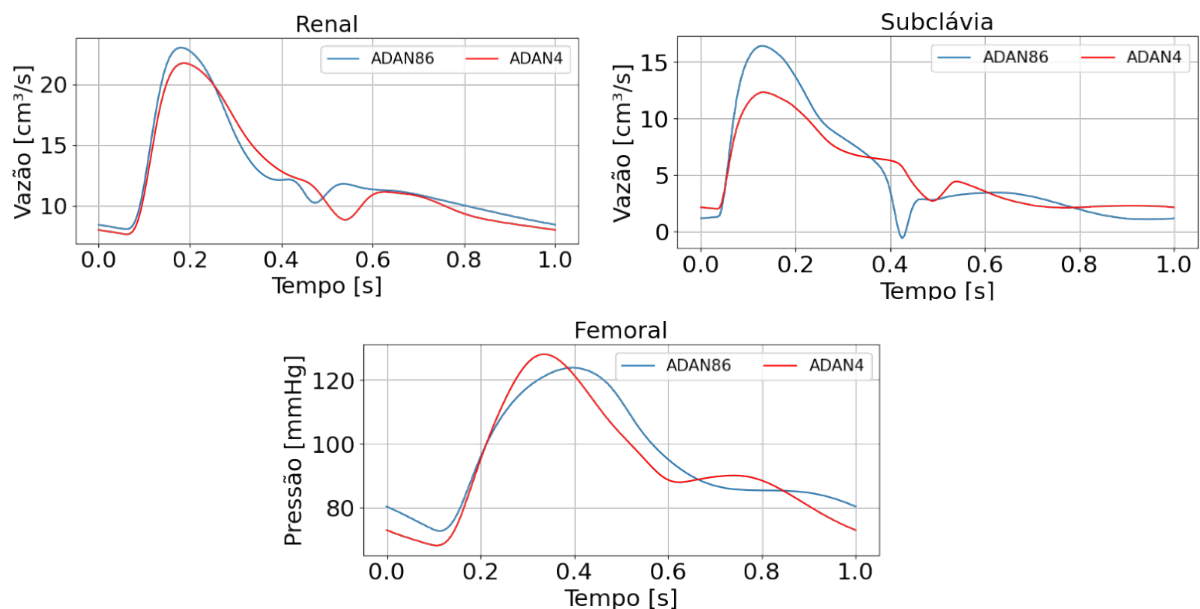 Renal
ADAN86 ADAN4
Vazão [cm³/s]
20
15
10
0.0 0.2 0.4 0.6 0.8 1.0
Tempo [s]
Subclávia
ADAN86 ADAN4
Vazão [cm³/s]
15
10
5
0
0.0 0.2 0.4 0.6 0.8 1.0
Tempo [s]
Femoral
ADAN86 ADAN4
Pressão [mmHg]
120
100
80
0.0 0.2 0.4 0.6 0.8 1.0
Tempo [s]